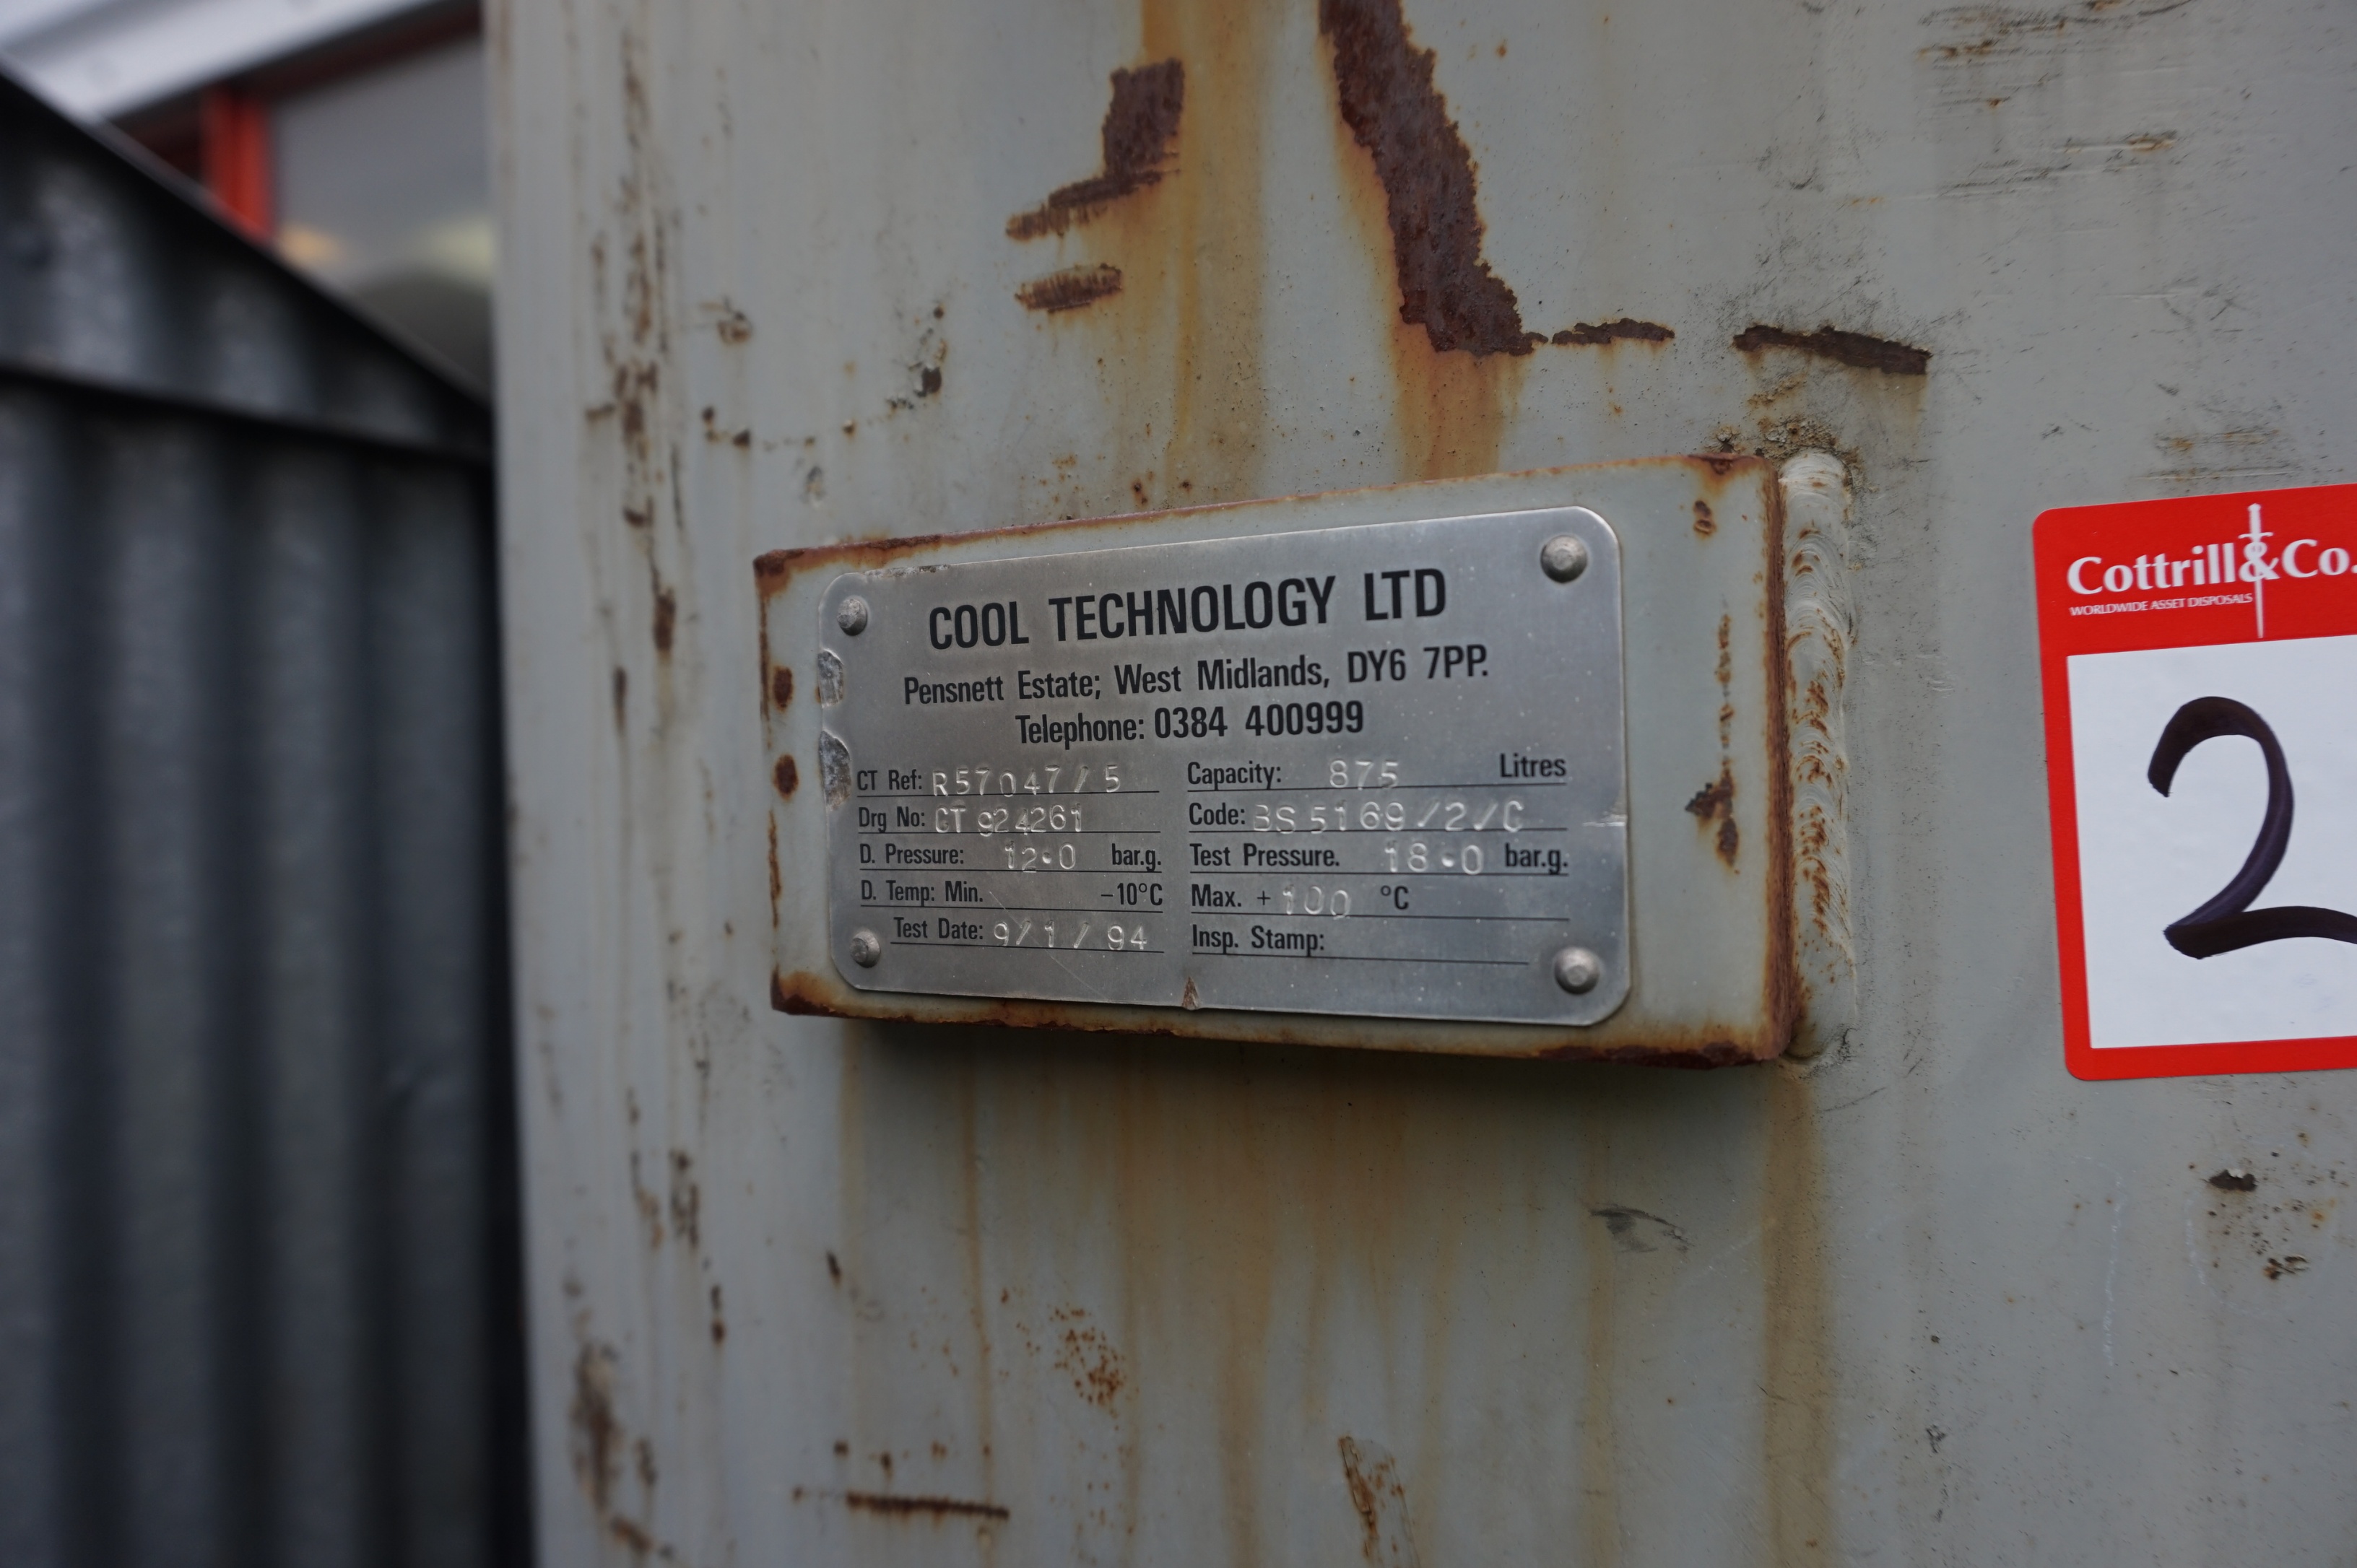 COOL TECHNOLOGY LTD
Pensnett Estate; West Midlands, DY6 7PP.
Telephone: 0384 400999
CT Ref: R57047/5 Capacity: 875 Litres
Drg No: CT 924261 Code: BS5169/2/C
D. Pressure: 12·0 bar.g. Test Pressure. 18·0 bar.g.
D. Temp: Min. -10°C Max. + 100 °C
Test Date: 9/1/94 Insp. Stamp:
Cottrill&Co.
WORLDWIDE ASSET DISPOSALS
2